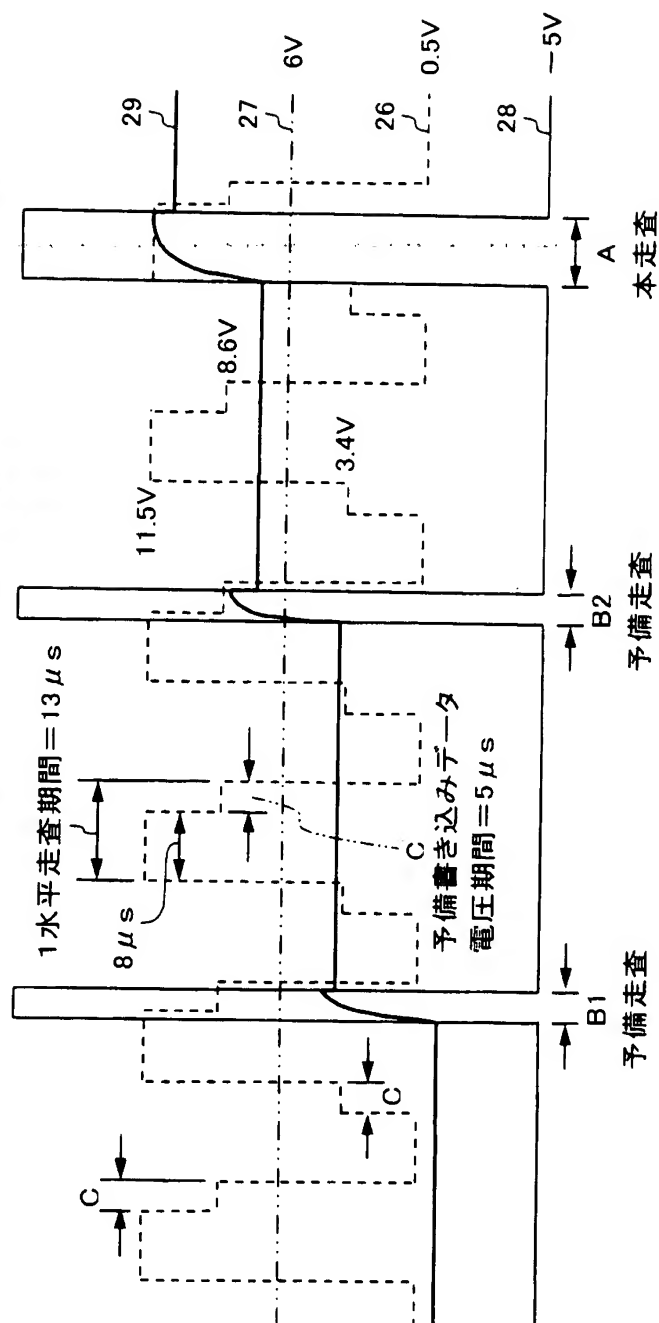 1水平走査期間=13μs
8μs
C
C
C
予備書き込みデータ
電圧期間=5μs
11.5V
8.6V
3.4V
29
27
6V
26
0.5V
28
-5V
B1
予備走査
B2
予備走査
A
本走査